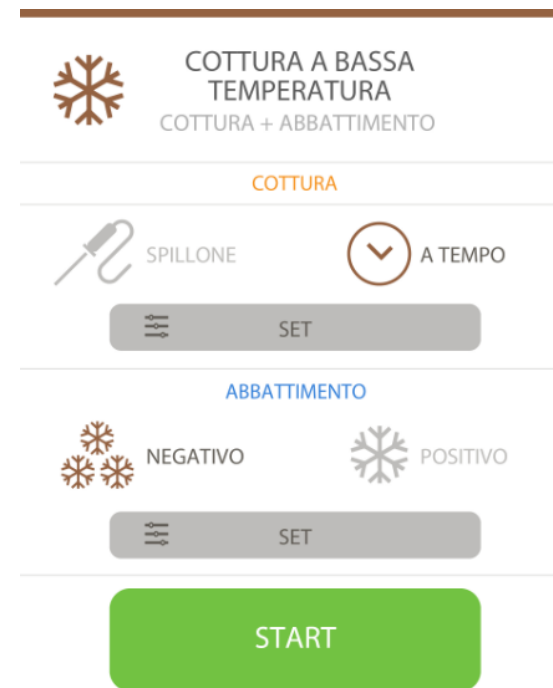 COTTURA A BASSA
TEMPERATURA
COTTURA + ABBATTIMENTO
COTTURA
SPILLONE A TEMPO
SET
ABBATTIMENTO
NEGATIVO POSITIVO
SET
START